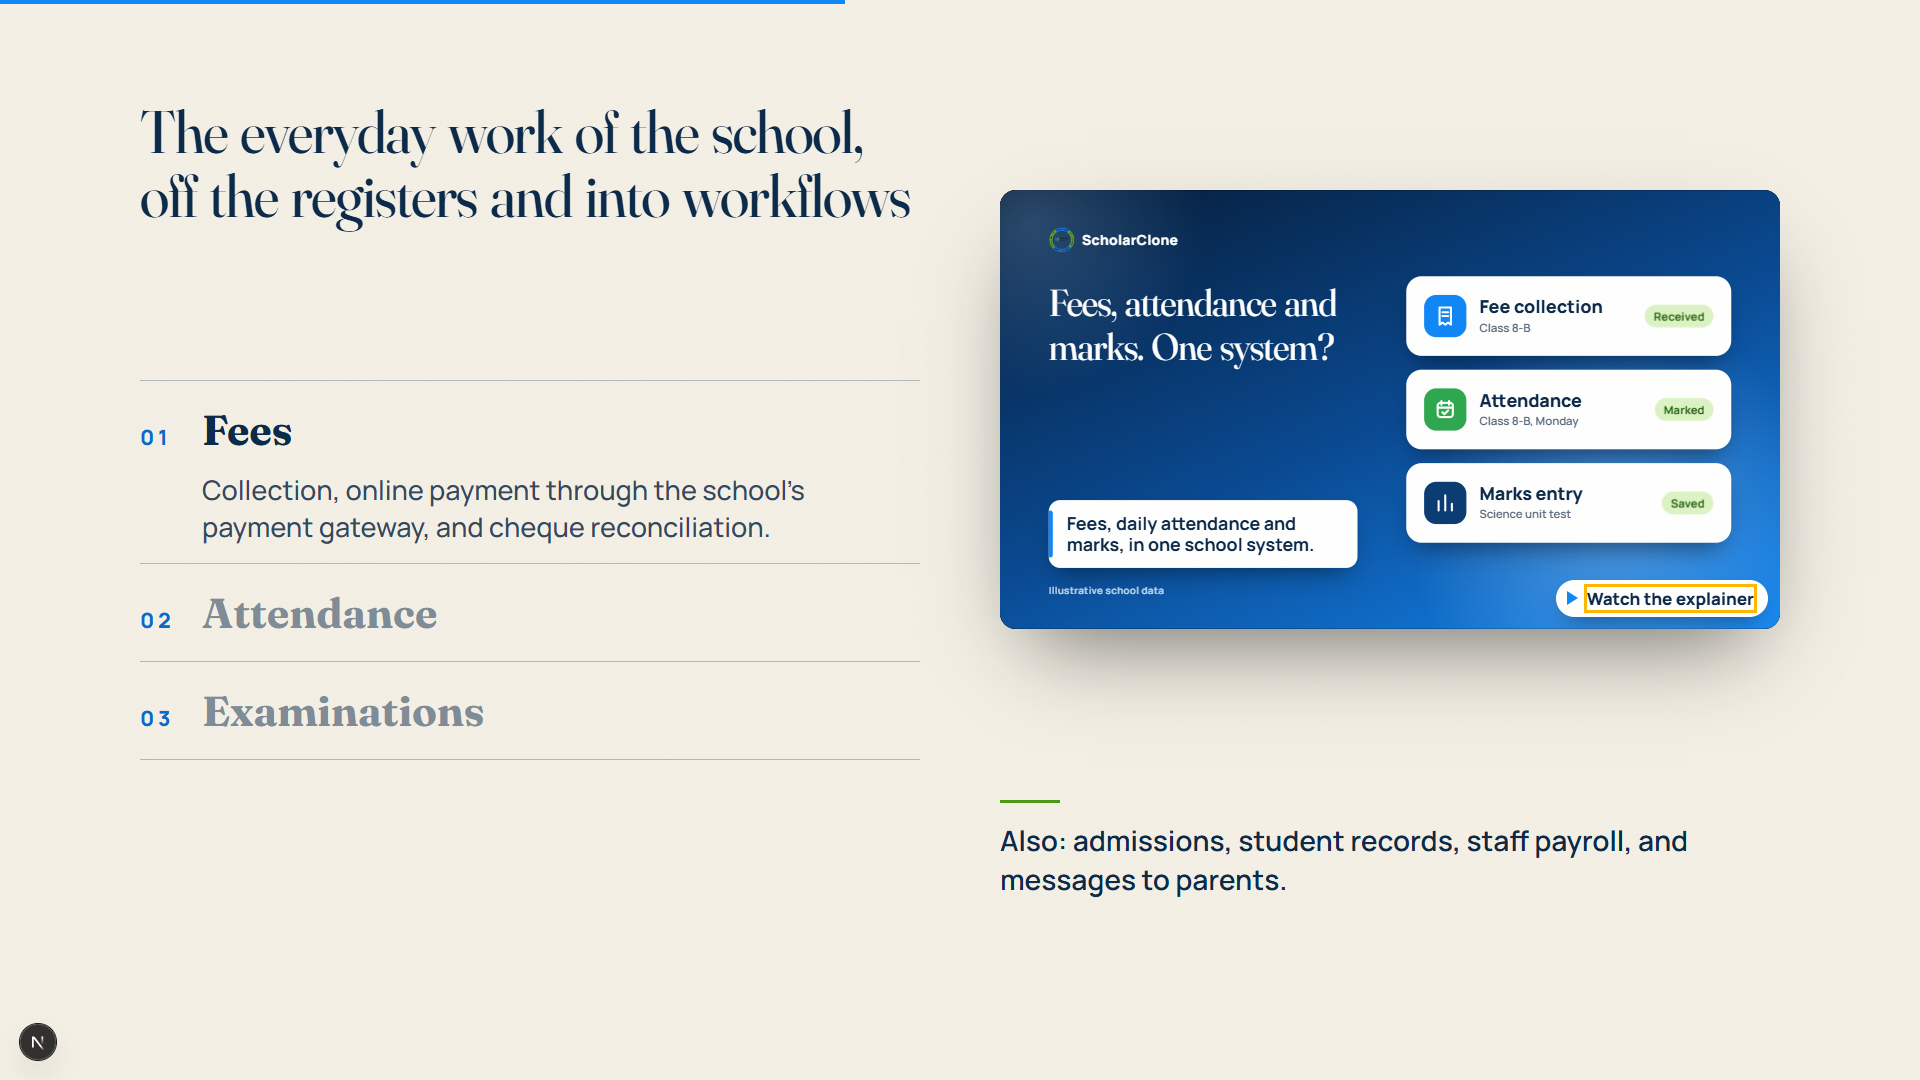 The everyday work of the school,
off the registers and into workflows
01 Fees
Collection, online payment through the school’s
payment gateway, and cheque reconciliation.
02 Attendance
03 Examinations
ScholarClone
Fees, attendance and
marks. One system?
Fees, daily attendance and
marks, in one school system.
Illustrative school data
Fee collection
Class 8-B
Received
Attendance
Class 8-B, Monday
Marked
Marks entry
Science unit test
Saved
Watch the explainer
Also: admissions, student records, staff payroll, and
messages to parents.
N